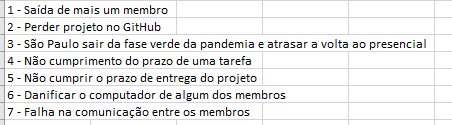 1 - Saída de mais um membro
2 - Perder projeto no GitHub
3 - São Paulo sair da fase verde da pandemia e atrasar a volta ao presencial
4 - Não cumprimento do prazo de uma tarefa
5 - Não cumprir o prazo de entrega do projeto
6 - Danificar o computador de algum dos membros
7 - Falha na comunicação entre os membros